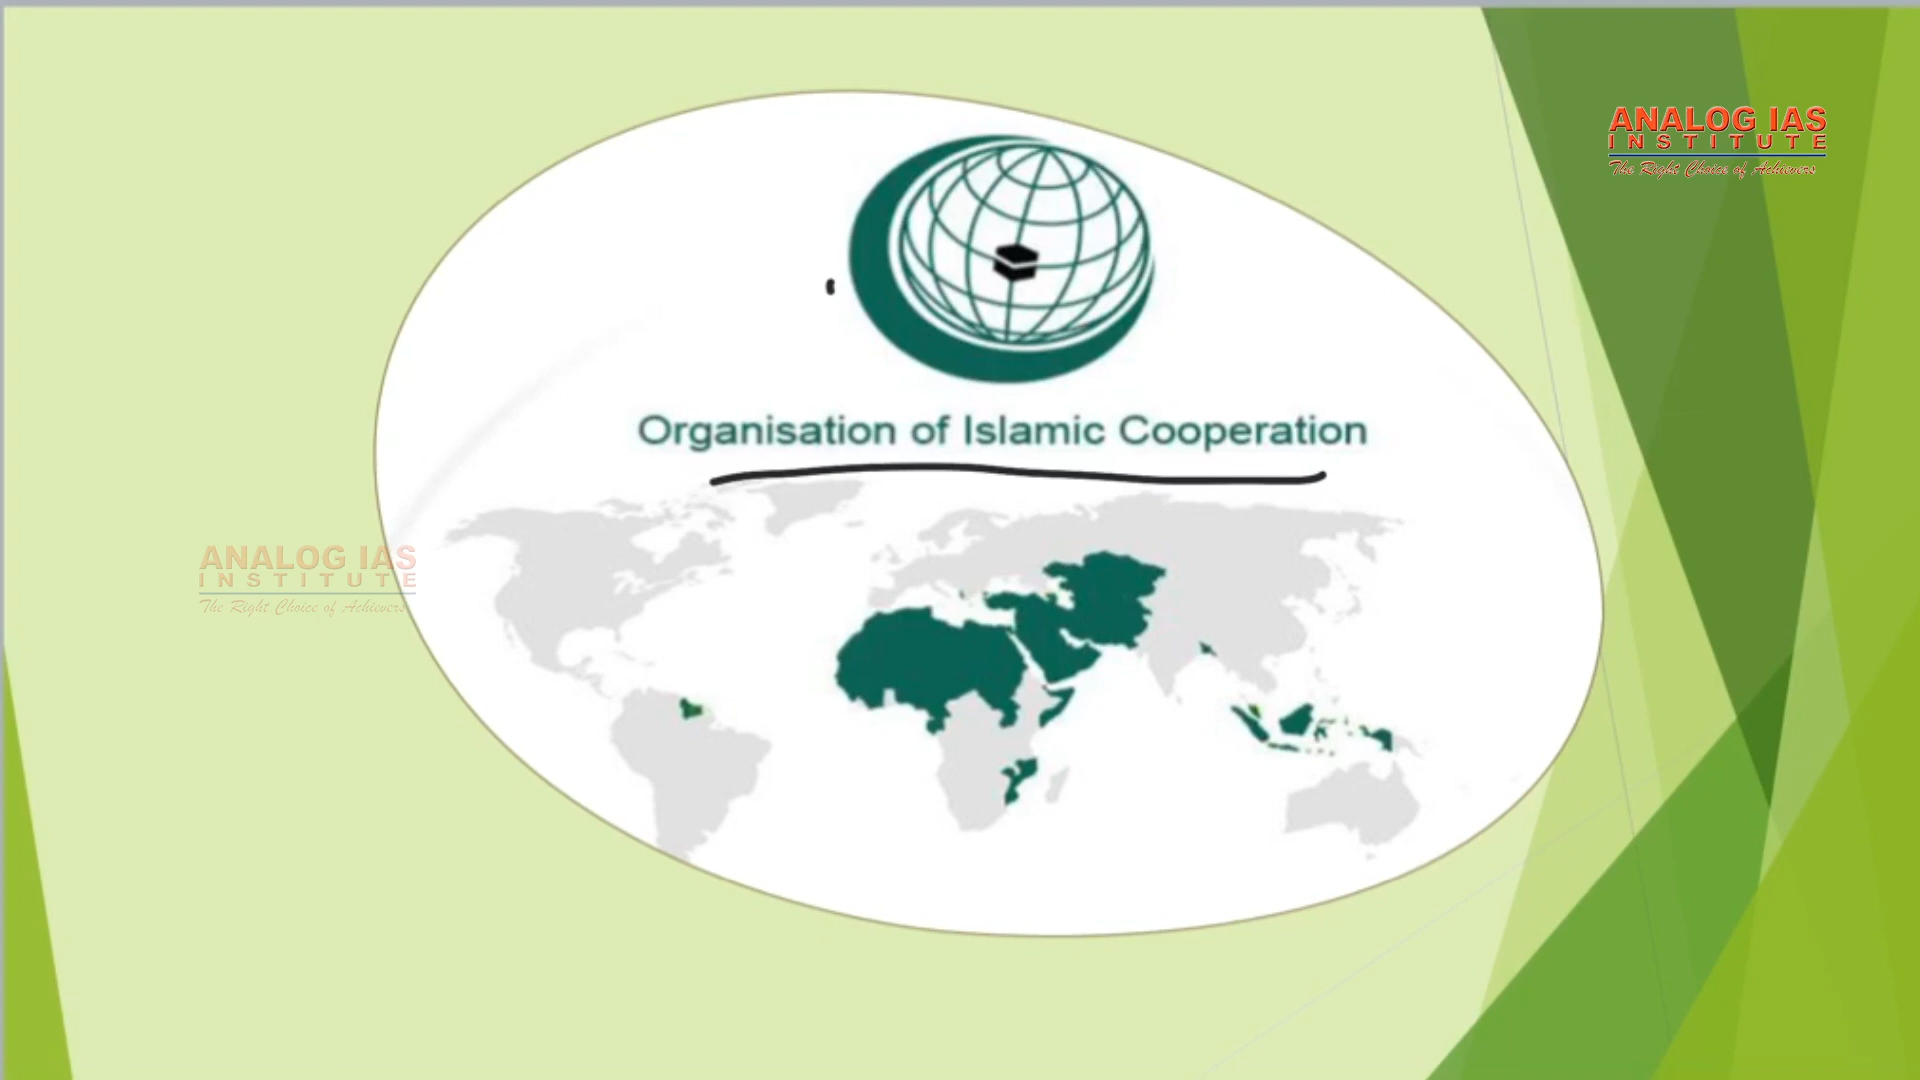 ANALOG IAS
INSTITUTE
The Right Choice of Achievers
Organisation of Islamic Cooperation
ANALOG IAS
INSTITUTE
The Right Choice of Achievers